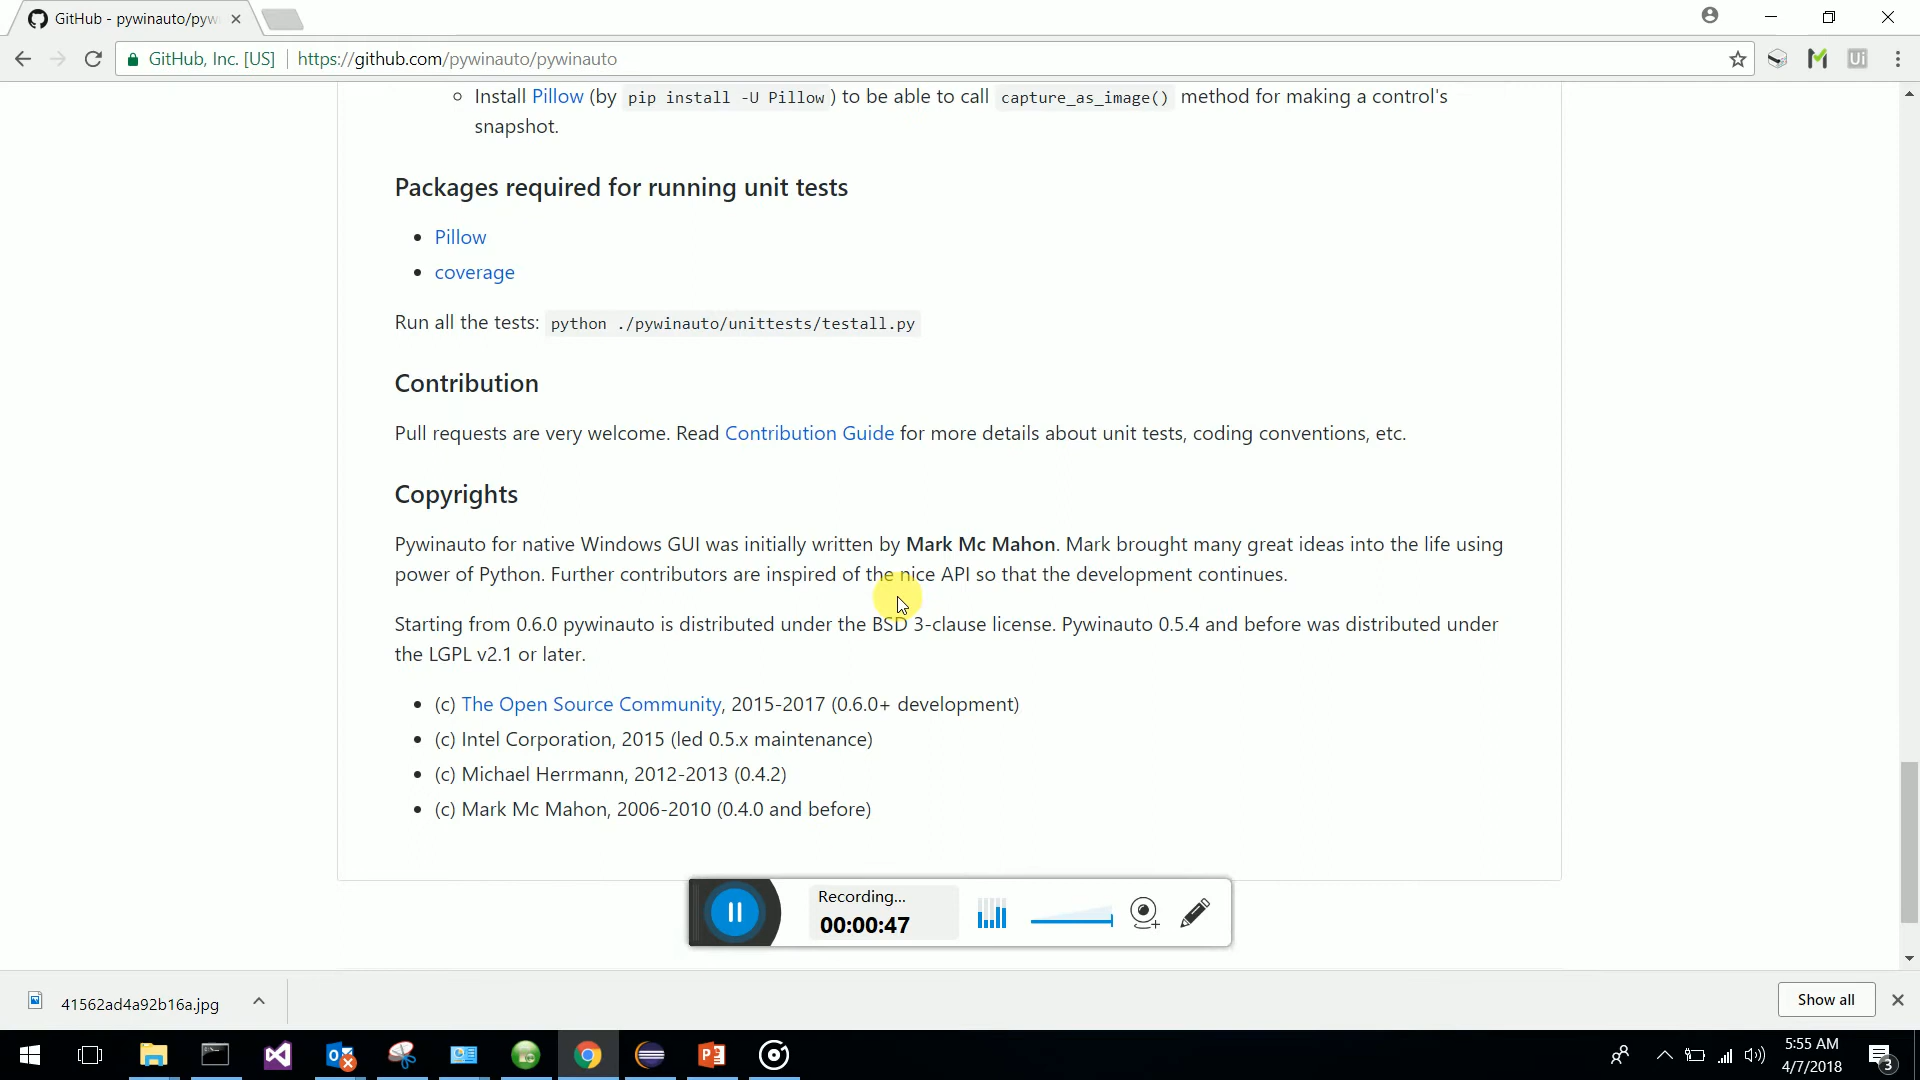 GitHub - pywinauto/pyw
GitHub, Inc. [US] https://github.com/pywinauto/pywinauto
Ui
Install Pillow (by pip install -U Pillow ) to be able to call capture_as_image() method for making a control's
snapshot.
Packages required for running unit tests
Pillow
coverage
Run all the tests: python ./pywinauto/unittests/testall.py
Contribution
Pull requests are very welcome. Read Contribution Guide for more details about unit tests, coding conventions, etc.
Copyrights
Pywinauto for native Windows GUI was initially written by Mark Mc Mahon. Mark brought many great ideas into the life using
power of Python. Further contributors are inspired of the nice API so that the development continues.
Starting from 0.6.0 pywinauto is distributed under the BSD 3-clause license. Pywinauto 0.5.4 and before was distributed under
the LGPL v2.1 or later.
(c) The Open Source Community, 2015-2017 (0.6.0+ development)
(c) Intel Corporation, 2015 (led 0.5.x maintenance)
(c) Michael Herrmann, 2012-2013 (0.4.2)
(c) Mark Mc Mahon, 2006-2010 (0.4.0 and before)
Recording...
00:00:47
41562ad4a92b16a.jpg
Show all
5:55 AM
4/7/2018
3